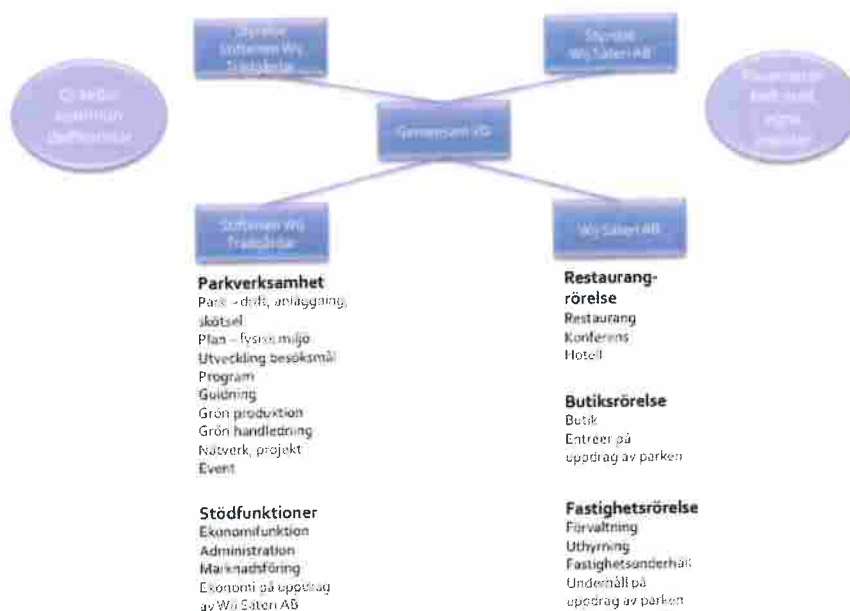 Styrelse
Stiftelsen Wij
Trädgårdar
Styrelse
Wij Säteri AB
Gemensam VD
Stiftelsen Wij
Trädgårdar
Wij Säteri AB
Parkverksamhet
Park – drift, anläggning,
skötsel
Plan – fysisk miljö
Utveckling besöksmål
Program
Guidning
Grön produktion
Grön handledning
Nätverk, projekt
Event
Stödfunktioner
Ekonomifunktion
Administration
Marknadsföring
Ekonomi på uppdrag
av Wij Säteri AB
Restaurang-
rörelse
Restaurang
Konferens
Hotell
Butiksrörelse
Butik
Entreer på
uppdrag av parken
Fastighetsrörelse
Förvaltning
Uthyrning
Fastighetsunderhåll
Underhåll på
uppdrag av parken